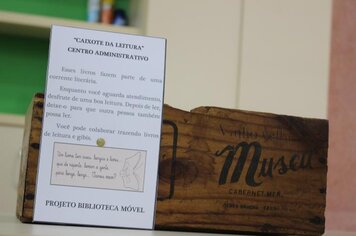 "CAIXOTE DA LEITURA"
CENTRO ADMINISTRATIVO
Esses livros fazem parte de uma
corrente literária.
Enquanto você aguarda atendimento,
desfrute de uma boa leitura. Depois de ler,
deixe-o para que outra pessoa também
possa ler.
Você pode colaborar trazendo livros
de leitura e gibis.
PROJETO BIBLIOTECA MÓVEL
Museu
CABERNET